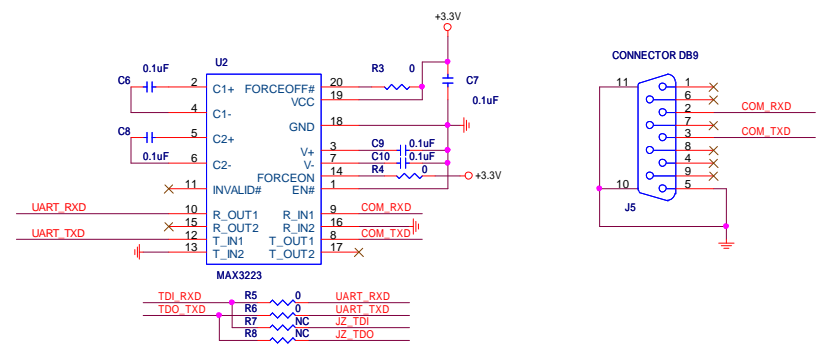 +3.3V
CONNECTOR DB9
U2
R3 0
C6 0.1uF
2 C1+ FORCEOFF# 20
VCC 19
C7 0.1uF
4 C1-
C8
5 C2+ GND 18
0.1uF
6 C2-
V+ 3 C9 0.1uF
V- 7 C10 0.1uF
FORCEON 14 R4 0 +3.3V
11 INVALID# EN# 1
UART_RXD 10 R_OUT1 R_IN1 9 COM_RXD
15 R_OUT2 R_IN2 16
UART_TXD 12 T_IN1 T_OUT1 8 COM_TXD
13 T_IN2 T_OUT2 17
MAX3223
11 1
6
2 COM_RXD
7
3 COM_TXD
8
4
9
10 5
J5
TDI_RXD R5 0 UART_RXD
TDO_TXD R6 0 UART_TXD
R7 NC JZ_TDI
R8 NC JZ_TDO